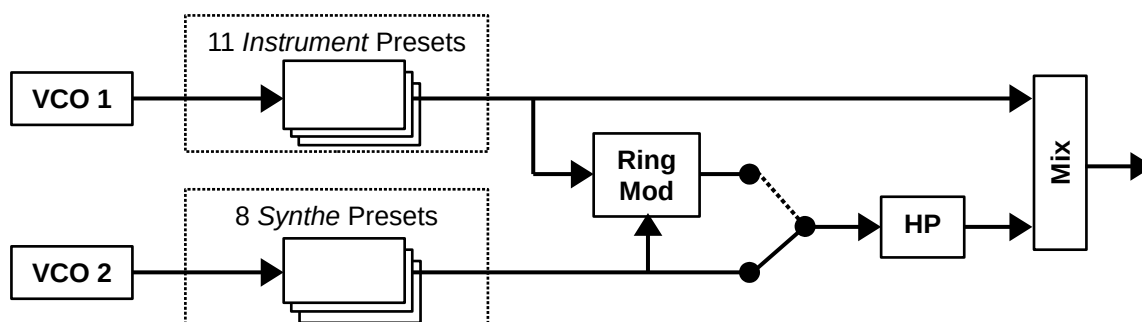 11 Instrument Presets
VCO 1
Ring
Mod
Mix
8 Synthe Presets
HP
VCO 2